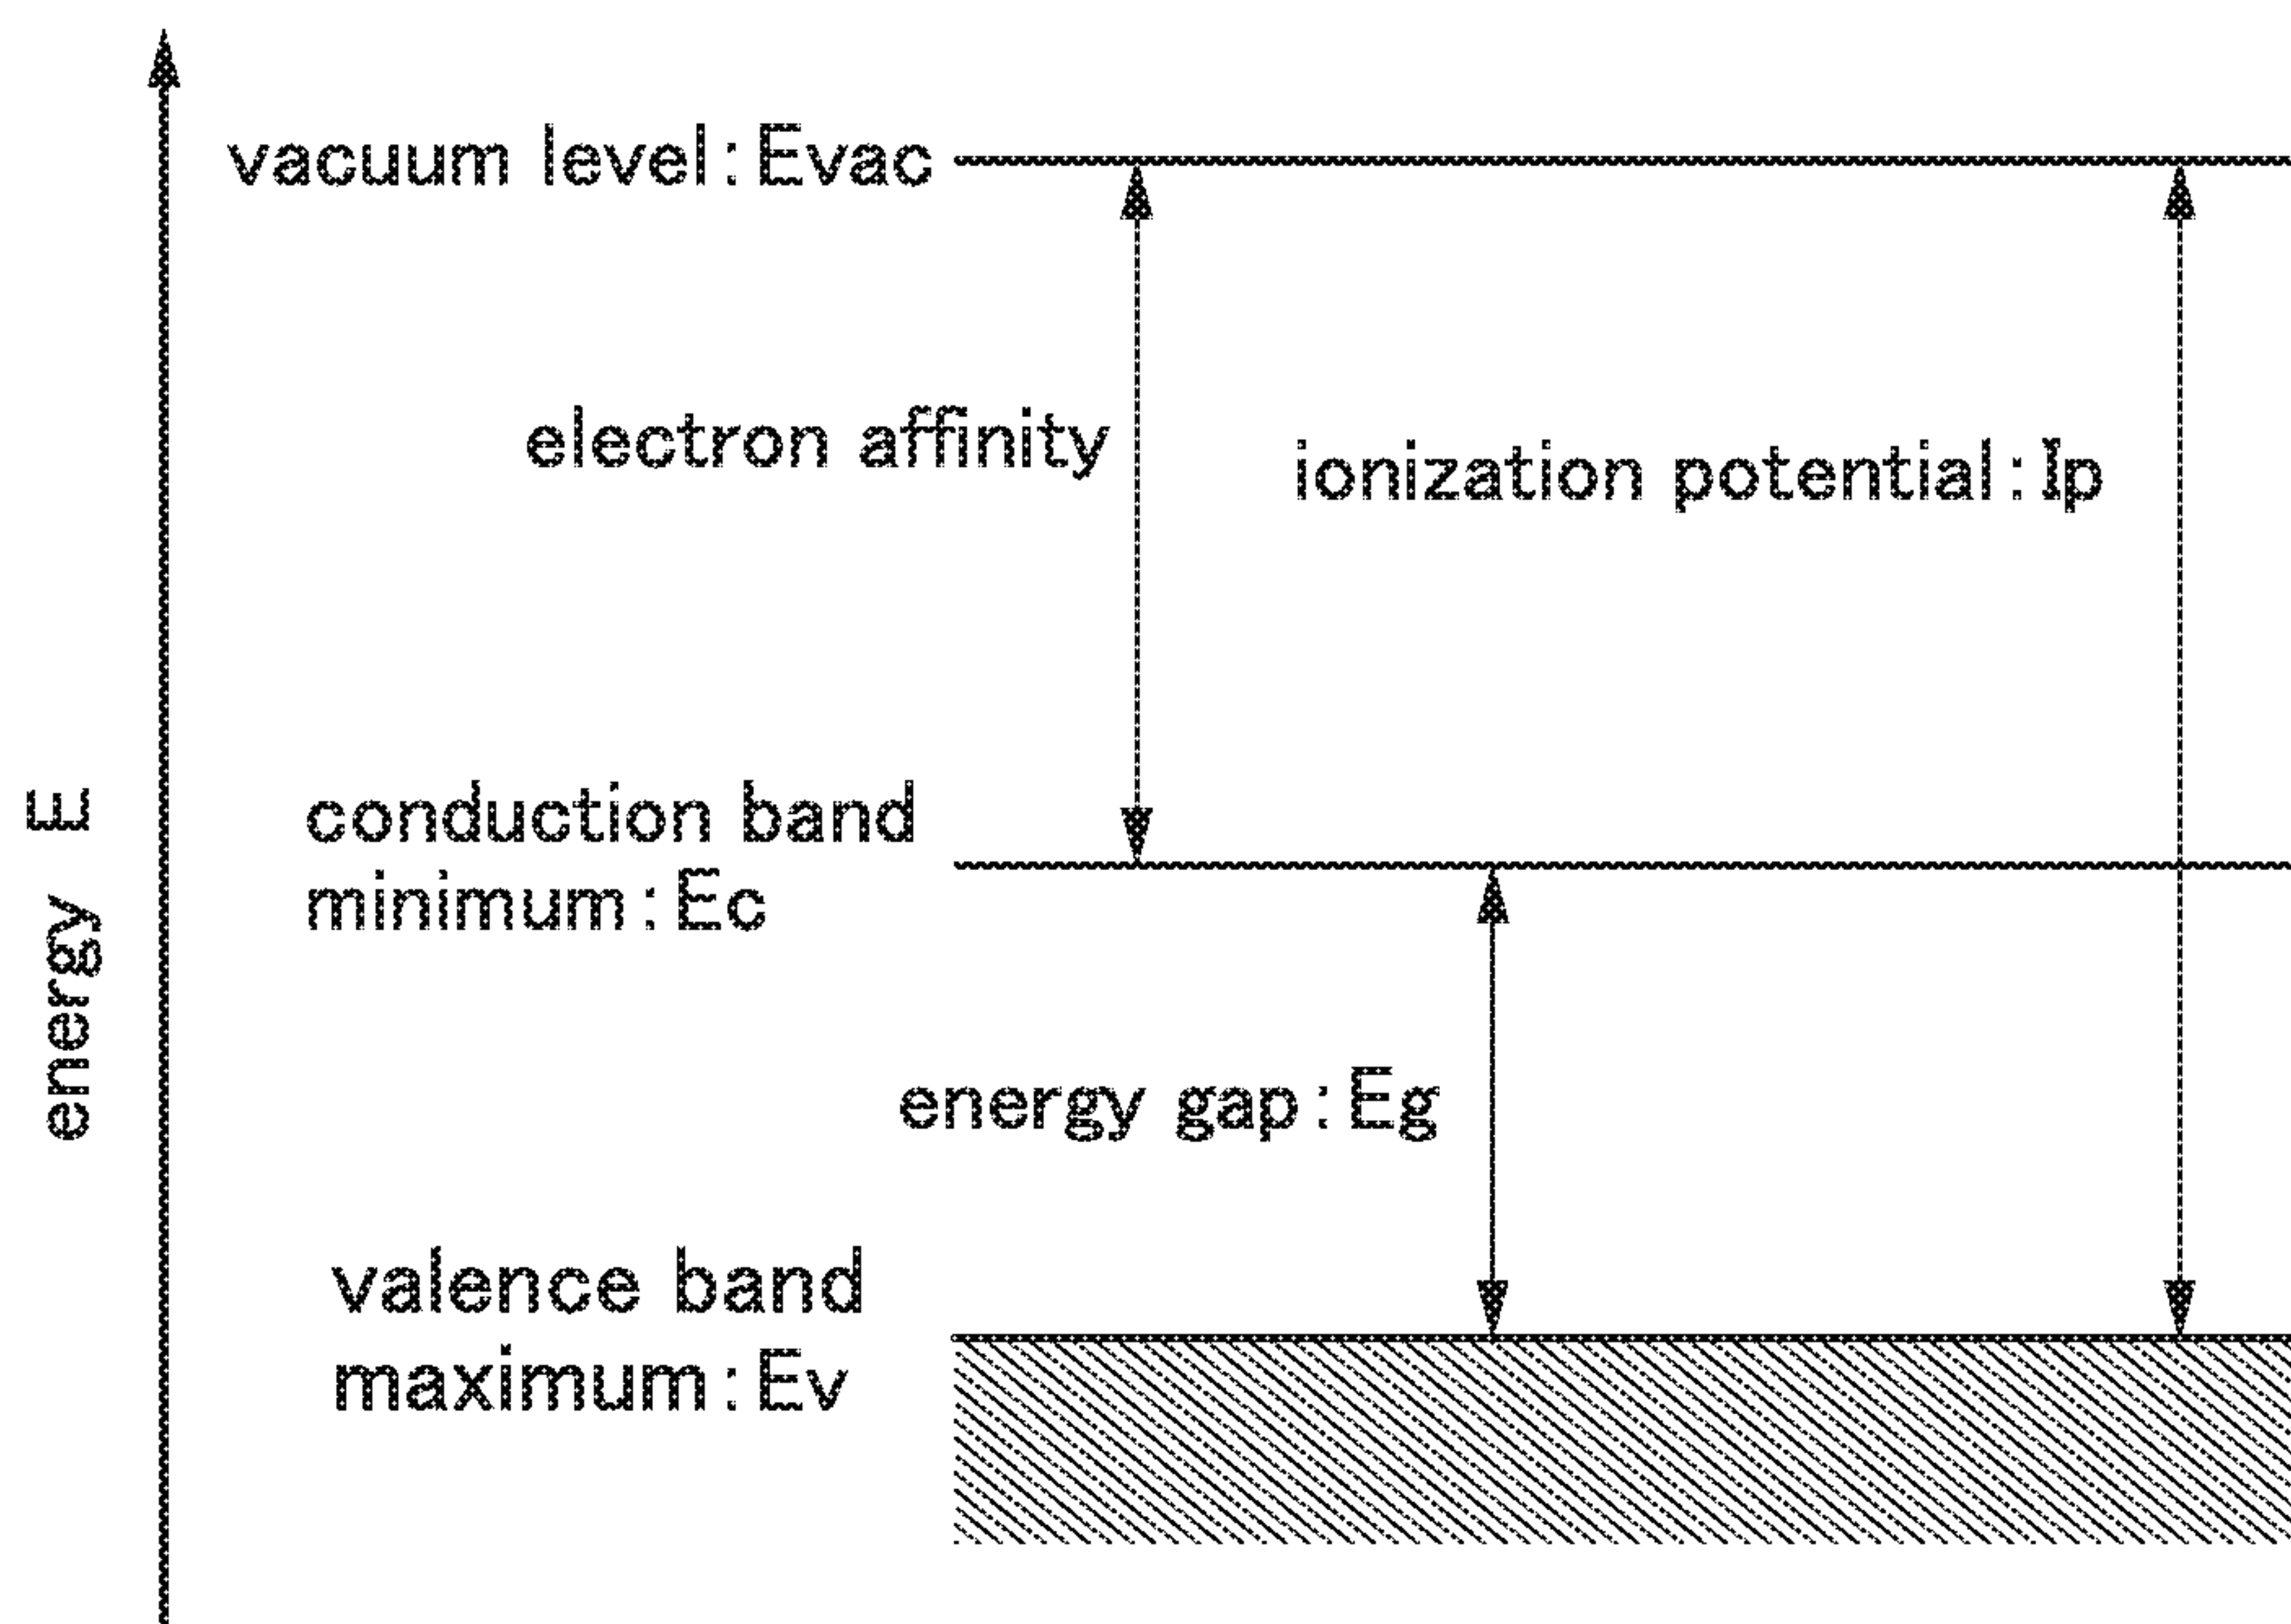 vacuum level:Evac
electron affinity
ionization potential:Ip
energy E
conduction band
minimum:Ec
energy gap:Eg
valence band
maximum:Ev